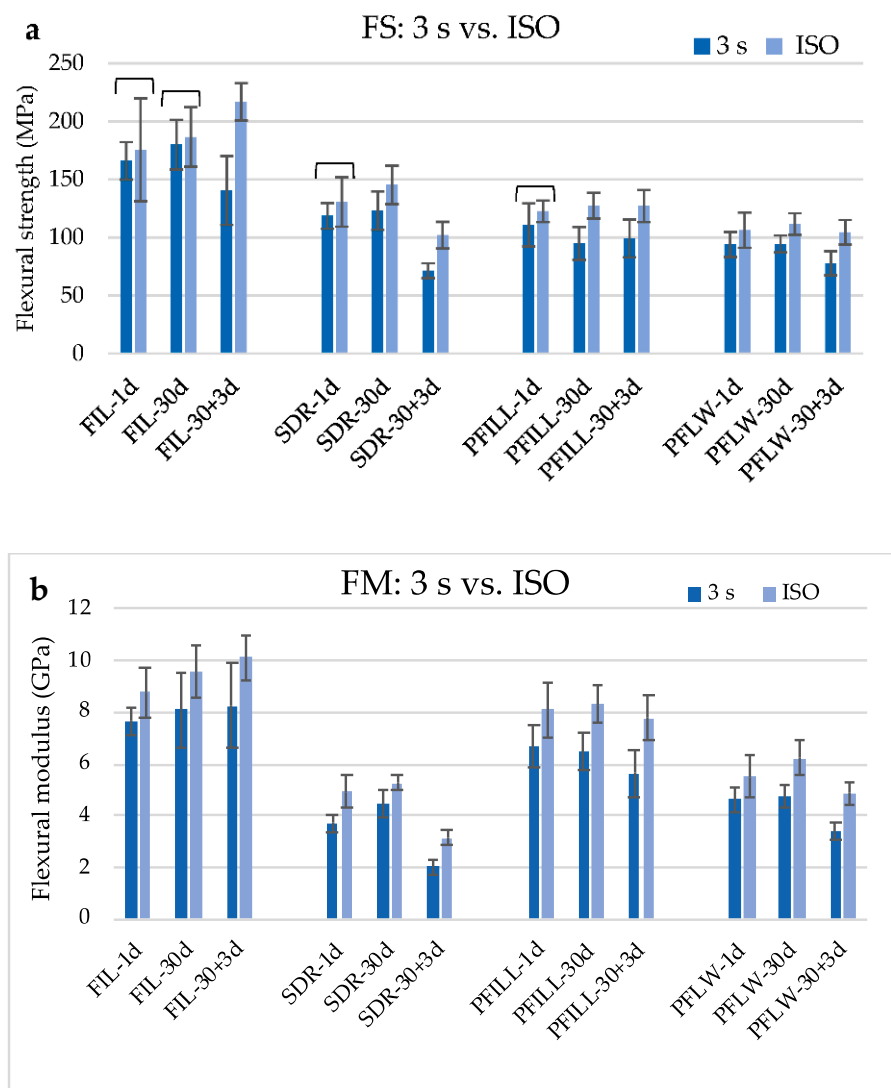 a
FS: 3 s vs. ISO
3 s
ISO
Flexural strength (MPa)
250
200
150
100
50
0
FIL-1d
FIL-30d
FIL-30+3d
SDR-1d
SDR-30d
SDR-30+3d
PFILL-1d
PFILL-30d
PFILL-30+3d
PFLW-1d
PFLW-30d
PFLW-30+3d
b
FM: 3 s vs. ISO
3 s
ISO
Flexural modulus (GPa)
12
10
8
6
4
2
0
FIL-1d
FIL-30d
FIL-30+3d
SDR-1d
SDR-30d
SDR-30+3d
PFILL-1d
PFILL-30d
PFILL-30+3d
PFLW-1d
PFLW-30d
PFLW-30+3d